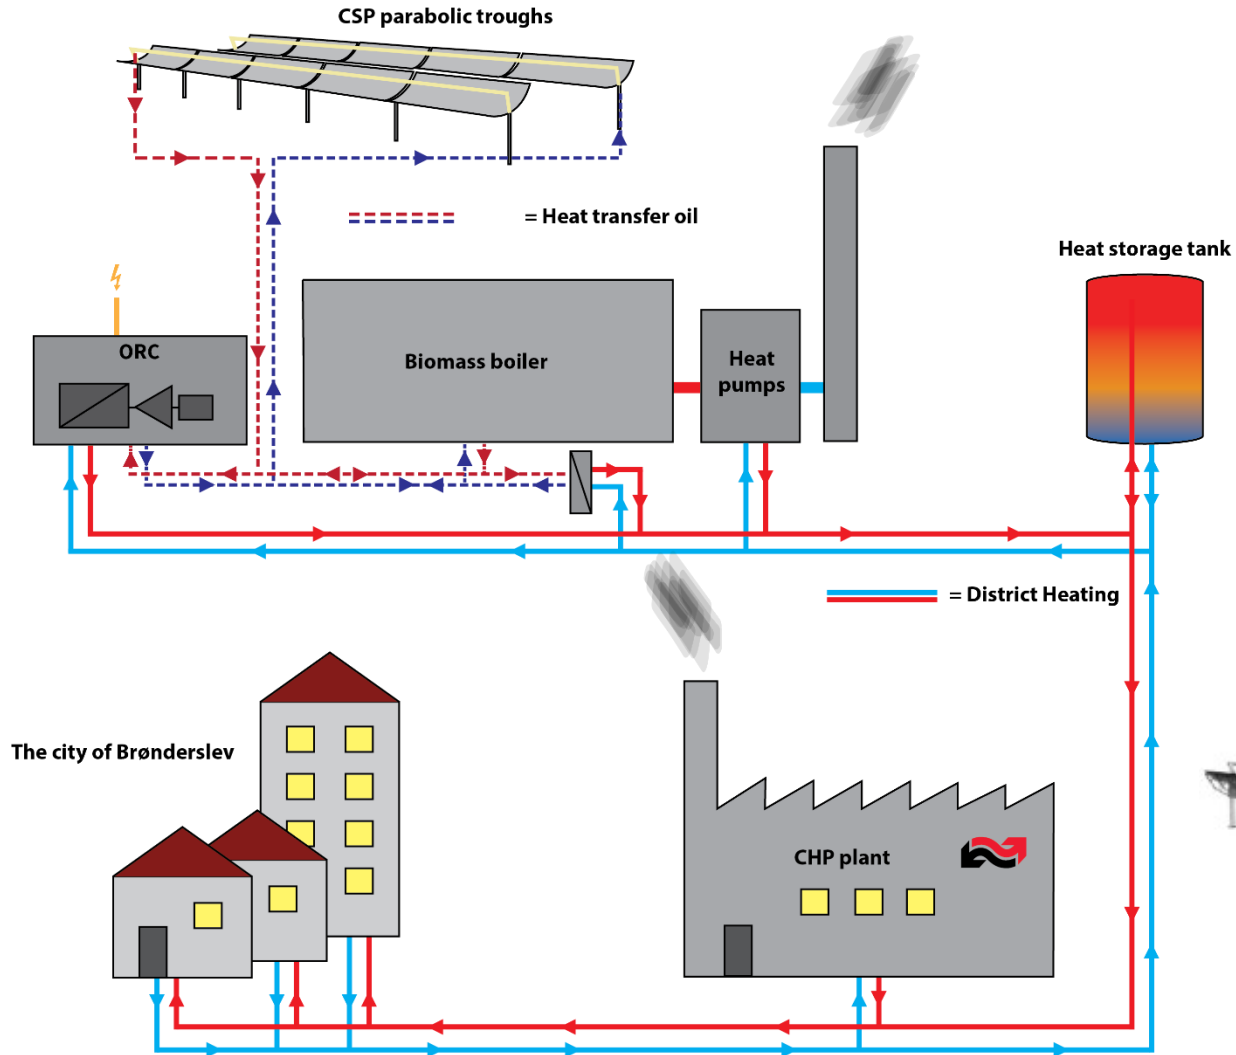 CSP parabolic troughs
= Heat transfer oil
Heat storage tank
ORC
Biomass boiler
Heat
pumps
= District Heating
The city of Brønderslev
CHP plant